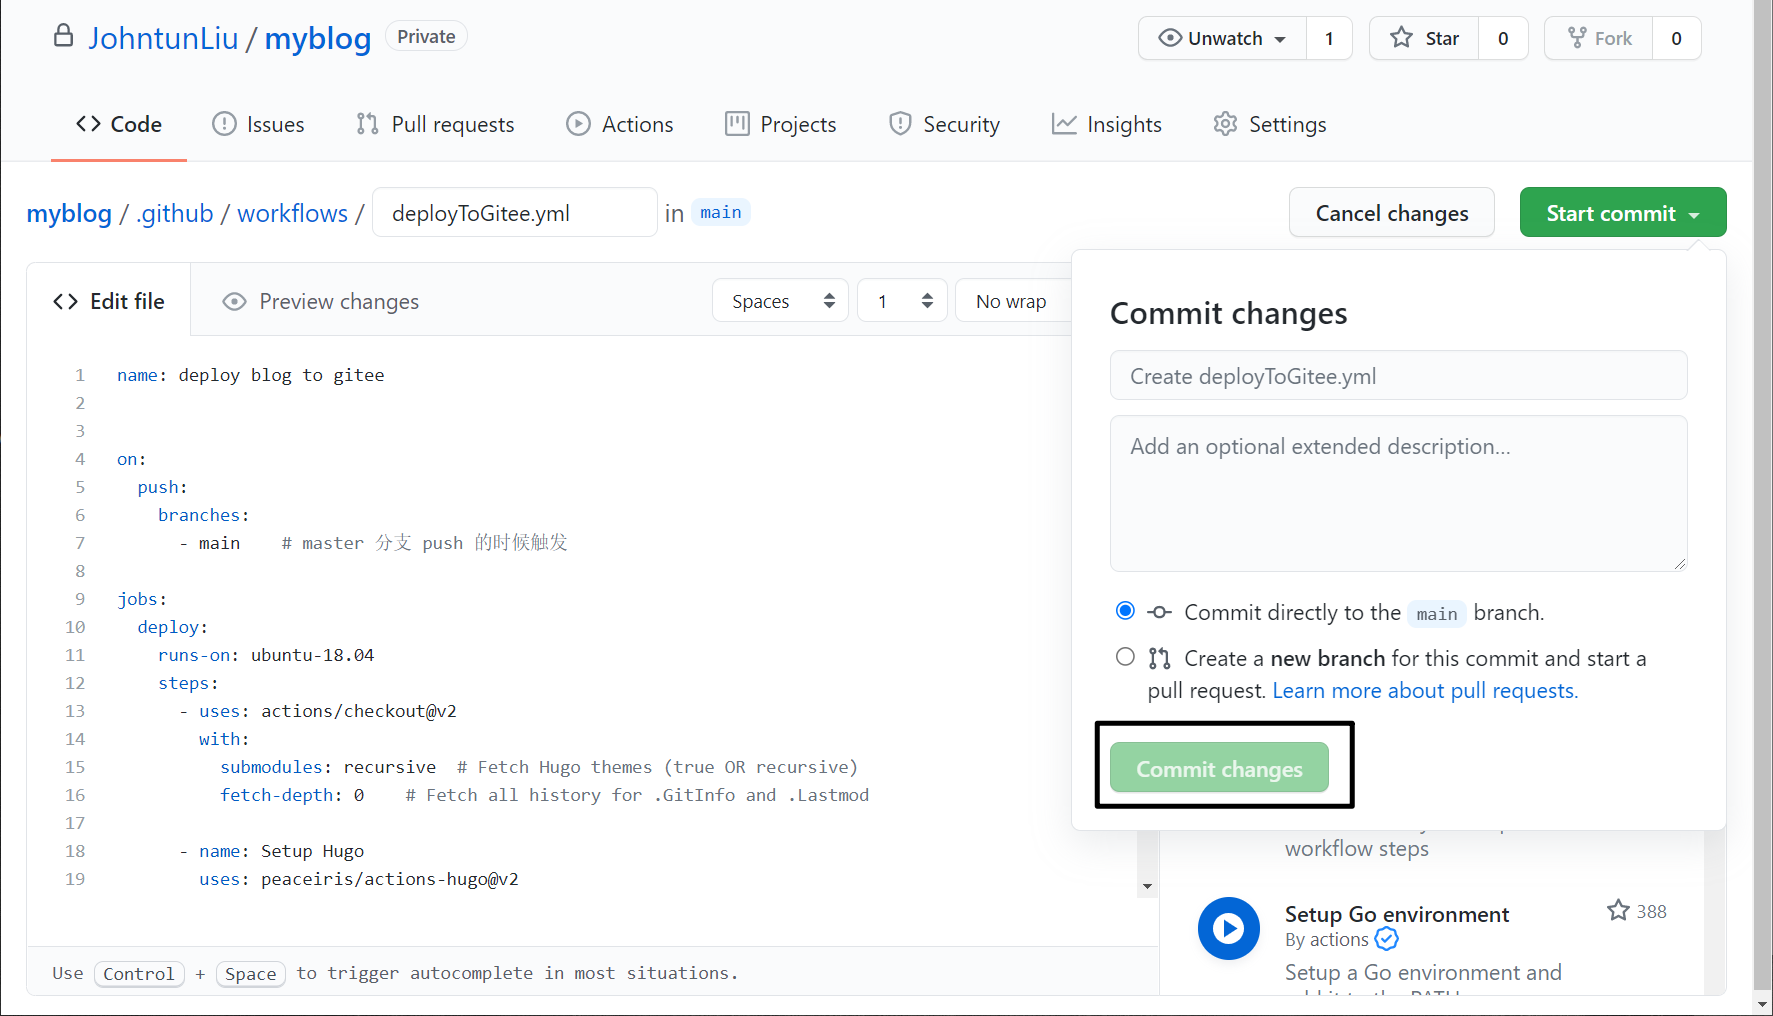 JohntunLiu / myblog Private
Unwatch 1 Star 0 Fork 0
Code Issues Pull requests Actions Projects Security Insights Settings
myblog / .github / workflows / deployToGitee.yml in main
Cancel changes Start commit
Edit file Preview changes Spaces 1 No wrap
1 name: deploy blog to gitee
2
3
4 on:
5 push:
6 branches:
7 - main # master 分支 push 的时候触发
8
9 jobs:
10 deploy:
11 runs-on: ubuntu-18.04
12 steps:
13 - uses: actions/checkout@v2
14 with:
15 submodules: recursive # Fetch Hugo themes (true OR recursive)
16 fetch-depth: 0 # Fetch all history for .GitInfo and .Lastmod
17
18 - name: Setup Hugo
19 uses: peaceiris/actions-hugo@v2
Use Control + Space to trigger autocomplete in most situations.
Commit changes
Create deployToGitee.yml
Add an optional extended description...
Commit directly to the main branch.
Create a new branch for this commit and start a
pull request. Learn more about pull requests.
Commit changes
workflow steps
Setup Go environment 388
By actions
Setup a Go environment and